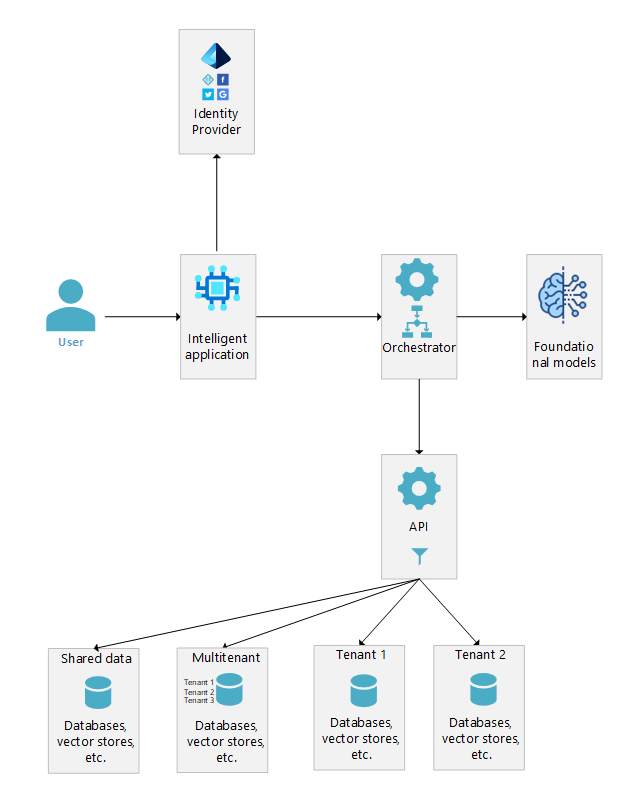 Identity
Provider
User
Intelligent
application
Orchestrator
Foundatio
nal models
API
Shared data
Databases,
vector stores,
etc.
Multitenant
Tenant 1
Tenant 2
Tenant 3
Databases,
vector stores,
etc.
Tenant 1
Databases,
vector stores,
etc.
Tenant 2
Databases,
vector stores,
etc.